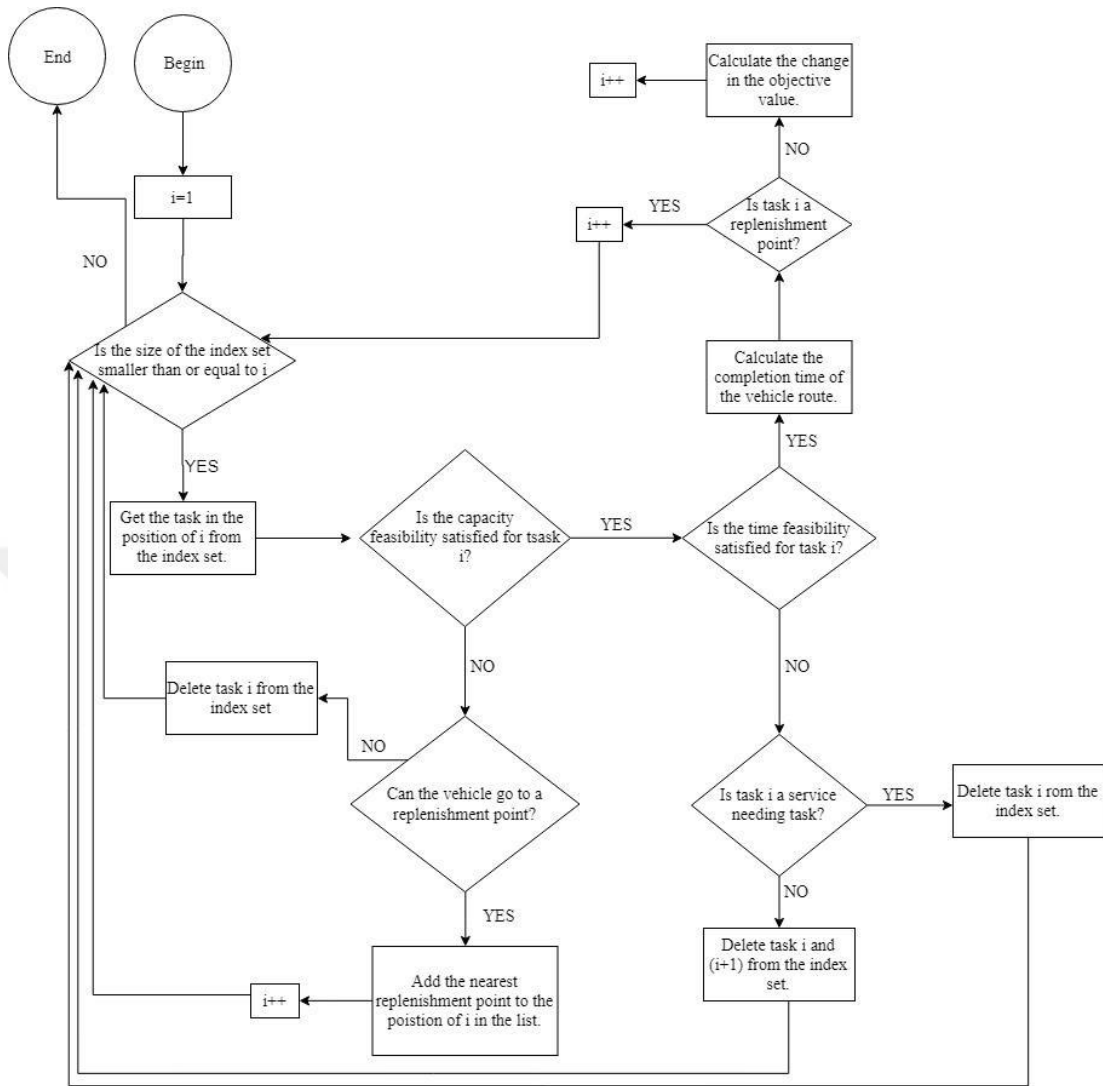 End
Begin
Calculate the change
in the objective
value.
i++
NO
i=1
Is task i a
replenishment
point?
YES
i++
NO
Is the size of the index set
smaller than or equal to i
Calculate the
completion time of
the vehicle route.
YES
YES
Get the task in the
position of i from
the index set.
Is the capacity
feasibility satisfied for tsask
i?
YES
Is the time feasibility
satisfied for task i?
NO
NO
Delete task i from the
index set
NO
Can the vehicle go to a
replenishment point?
Is task i a service
needing task?
YES
Delete task i rom the
index set.
NO
YES
Delete task i and
(i+1) from the index
set.
Add the nearest
replenishment point to the
poistion of i in the list.
i++